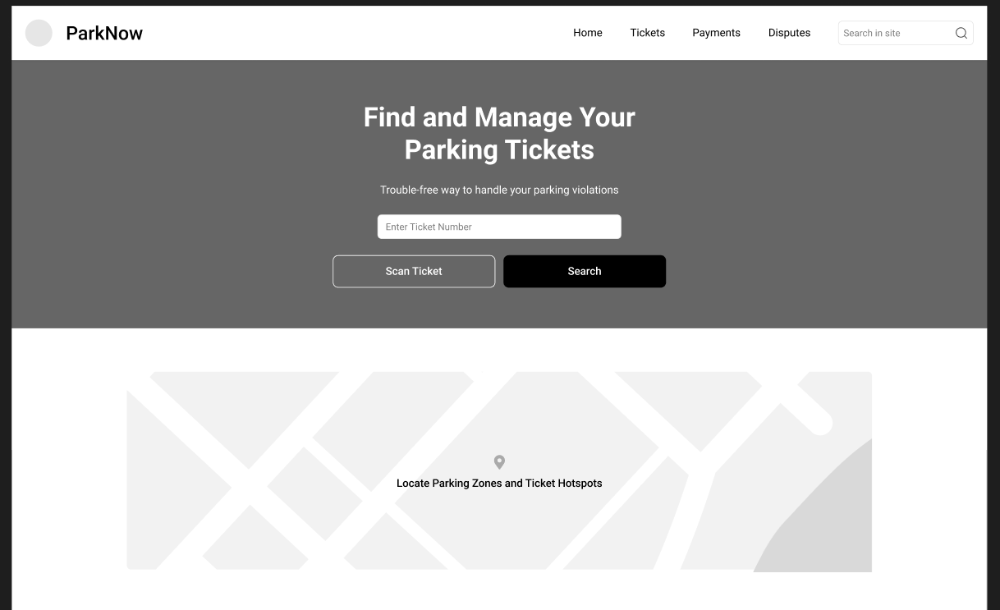 ParkNow
Home
Tickets
Payments
Disputes
Search in site
Find and Manage Your
Parking Tickets
Trouble-free way to handle your parking violations
Enter Ticket Number
Scan Ticket
Search
Locate Parking Zones and Ticket Hotspots